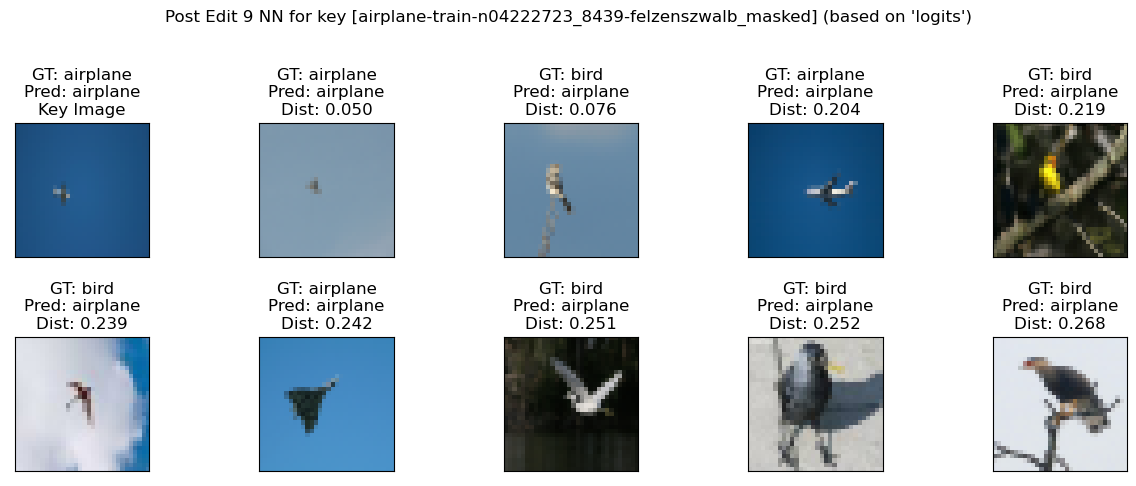 Post Edit 9 NN for key [airplane-train-n04222723_8439-felzenszwalb_masked] (based on 'logits')
GT: airplane
Pred: airplane
Key Image
GT: airplane
Pred: airplane
Dist: 0.050
GT: bird
Pred: airplane
Dist: 0.076
GT: airplane
Pred: airplane
Dist: 0.204
GT: bird
Pred: airplane
Dist: 0.219
GT: bird
Pred: airplane
Dist: 0.239
GT: airplane
Pred: airplane
Dist: 0.242
GT: bird
Pred: airplane
Dist: 0.251
GT: bird
Pred: airplane
Dist: 0.252
GT: bird
Pred: airplane
Dist: 0.268